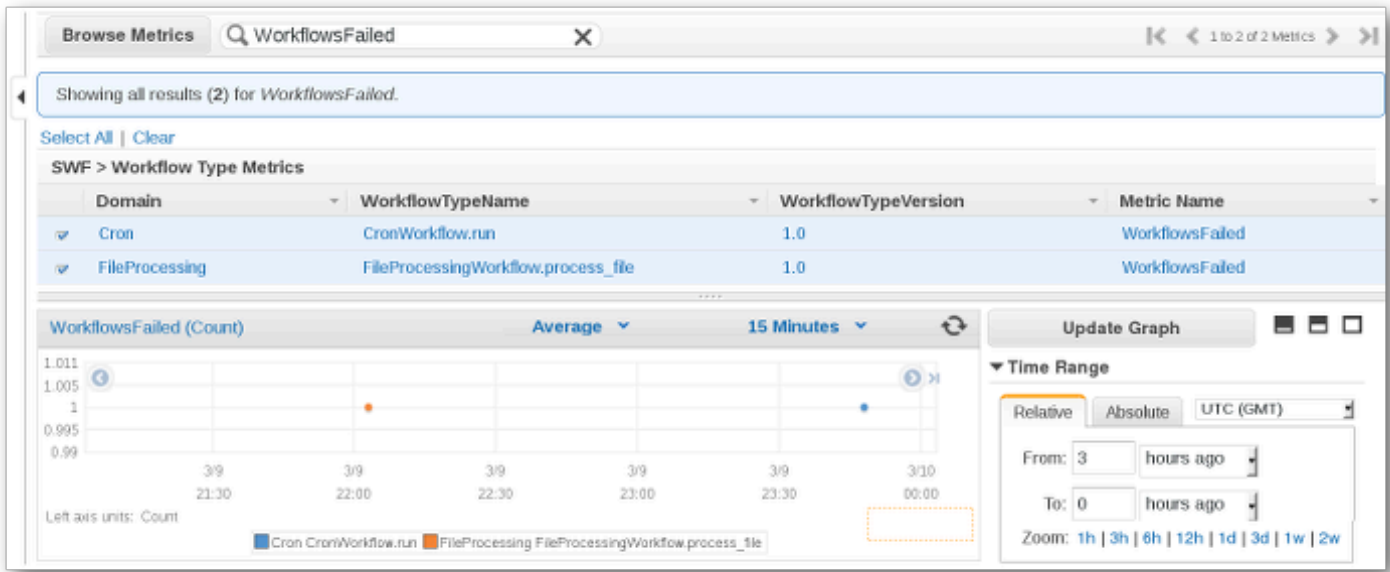 Browse Metrics WorkflowsFailed 1 to 2 of 2 Metrics
Showing all results (2) for WorkflowsFailed.
Select All | Clear
SWF > Workflow Type Metrics
Domain WorkflowTypeName WorkflowTypeVersion Metric Name
Cron CronWorkflow.run 1.0 WorkflowsFailed
FileProcessing FileProcessingWorkflow.process_file 1.0 WorkflowsFailed
WorkflowsFailed (Count) Average 15 Minutes Update Graph
Time Range
1.011
1.005
1
0.995
0.99
3/9 3/9 3/9 3/9 3/9 3/10
21:30 22:00 22:30 23:00 23:30 00:00
Left axis units: Count
Cron CronWorkflow.run FileProcessing FileProcessingWorkflow.process_file
Relative Absolute UTC (GMT)
From: 3 hours ago
To: 0 hours ago
Zoom: 1h | 3h | 6h | 12h | 1d | 3d | 1w | 2w